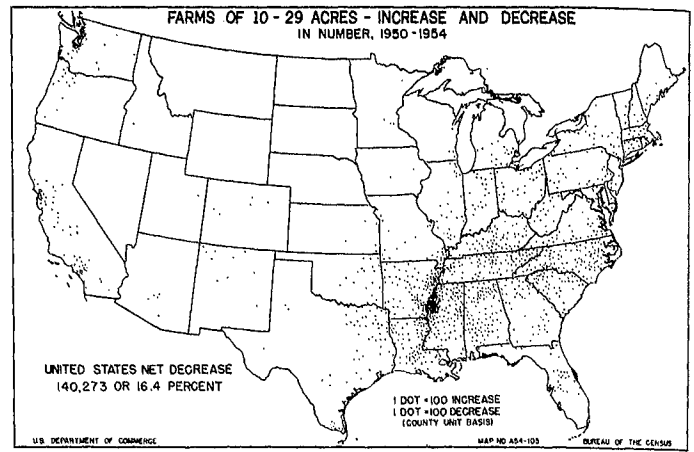 FARMS OF 10 - 29 ACRES - INCREASE AND DECREASE
IN NUMBER, 1950 - 1954
UNITED STATES NET DECREASE
140,273 OR 16.4 PERCENT
1 DOT = 100 INCREASE
1 DOT = 100 DECREASE
(COUNTY UNIT BASIS)
U.S. DEPARTMENT OF COMMERCE
MAP NO A54-103
BUREAU OF THE CENSUS